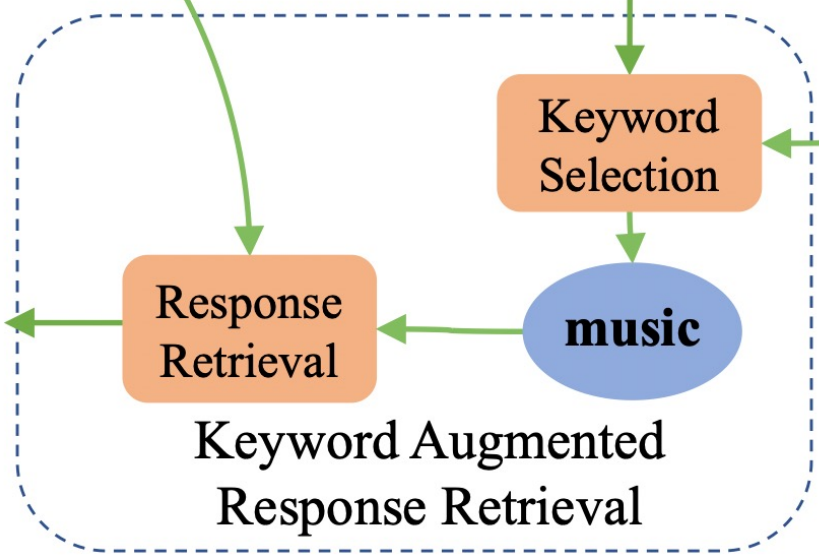 Keyword
Selection
Response
Retrieval
music
Keyword Augmented
Response Retrieval